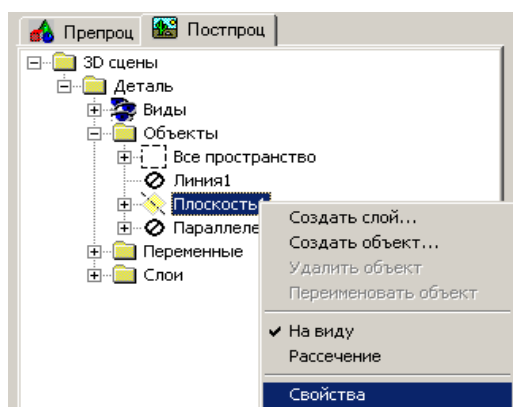 Препроц Постпроц
3D сцены
Деталь
Виды
Объекты
Все пространство
Линия1
Плоскость
Создать слой...
Создать объект...
Удалить объект
Переименовать объект
На виду
Рассечение
Свойства
Параллеле
Переменные
Слои